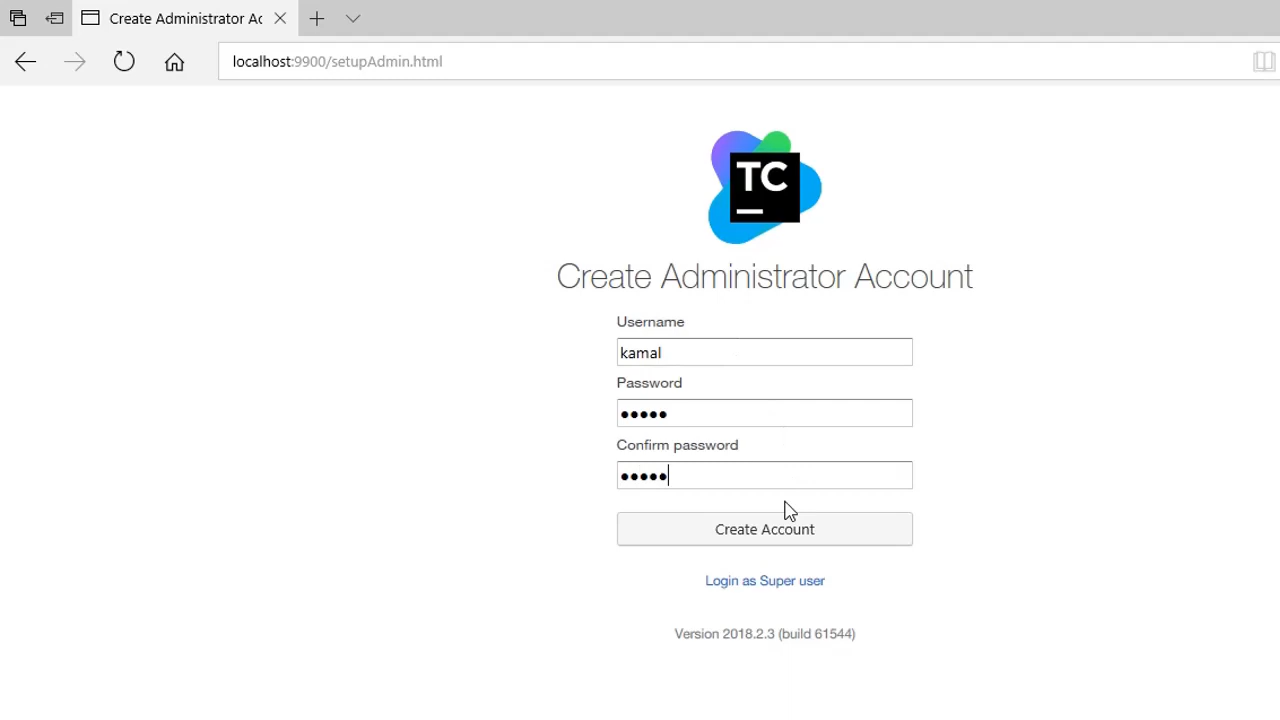 Create Administrator Ac
localhost:9900/setupAdmin.html
TC
Create Administrator Account
Username
kamal
Password
•••••
Confirm password
•••••
Create Account
Login as Super user
Version 2018.2.3 (build 61544)